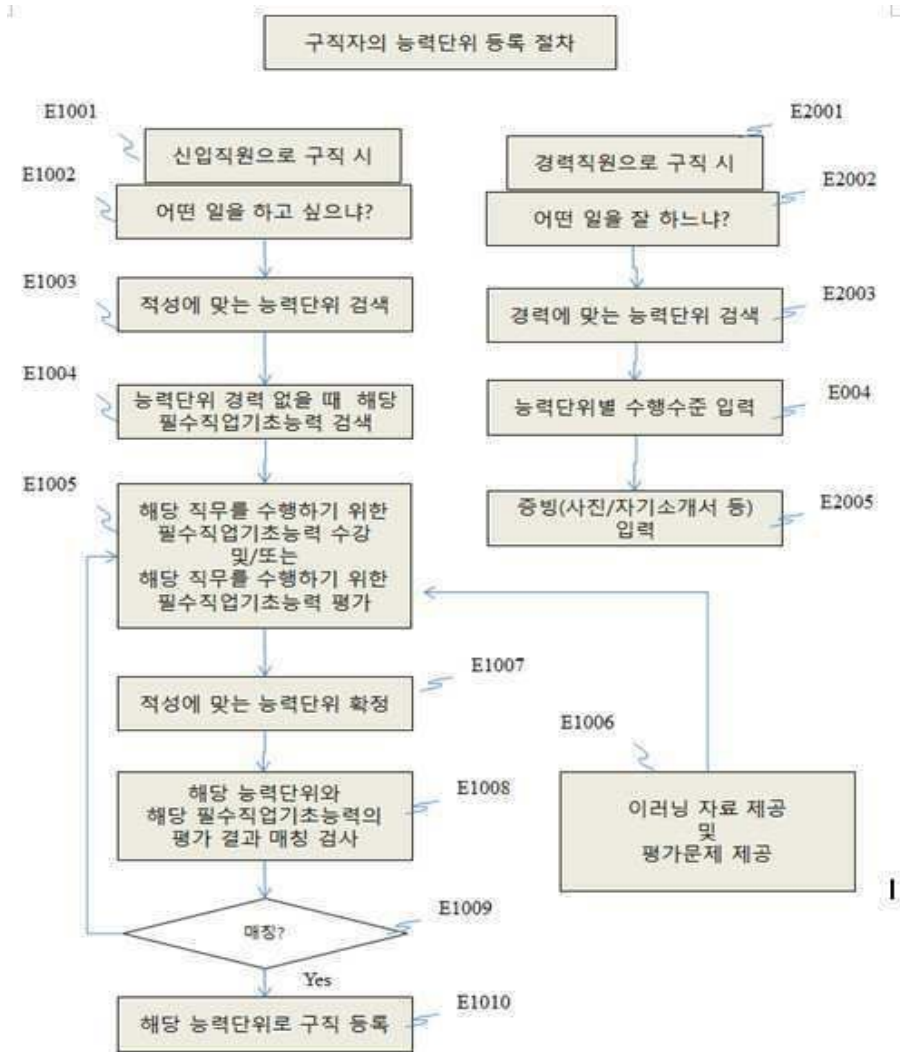 구직자의 능력단위 등록 절차
E1001
신입직원으로 구직 시
E1002
어떤 일을 하고 싶으냐?
E1003
적성에 맞는 능력단위 검색
E1004
능력단위 경력 없을 때 해당
필수직업기초능력 검색
E1005
해당 직무를 수행하기 위한
필수직업기초능력 수강
및/또는
해당 직무를 수행하기 위한
필수직업기초능력 평가
E1007
적성에 맞는 능력단위 확정
E1008
해당 능력단위와
해당 필수직업기초능력의
평가 결과 매칭 검사
E1009
매칭?
Yes
E1010
해당 능력단위로 구직 등록
E2001
경력직원으로 구직 시
E2002
어떤 일을 잘 하느냐?
E2003
경력에 맞는 능력단위 검색
E004
능력단위별 수행수준 입력
E2005
증빙(사진/자기소개서 등)
입력
E1006
이러닝 자료 제공
및
평가문제 제공